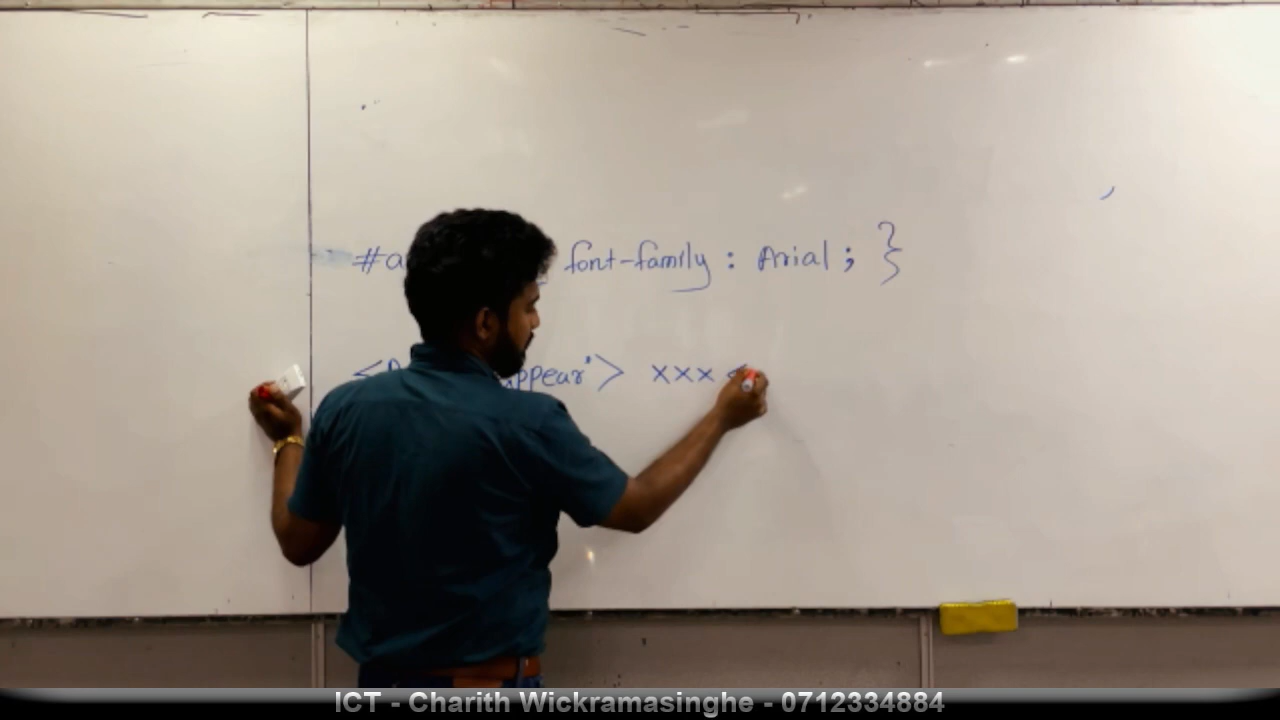 #a font-family : Arial ; }
< appear"> xxx <
ICT - Charith Wickramasinghe - 0712334884